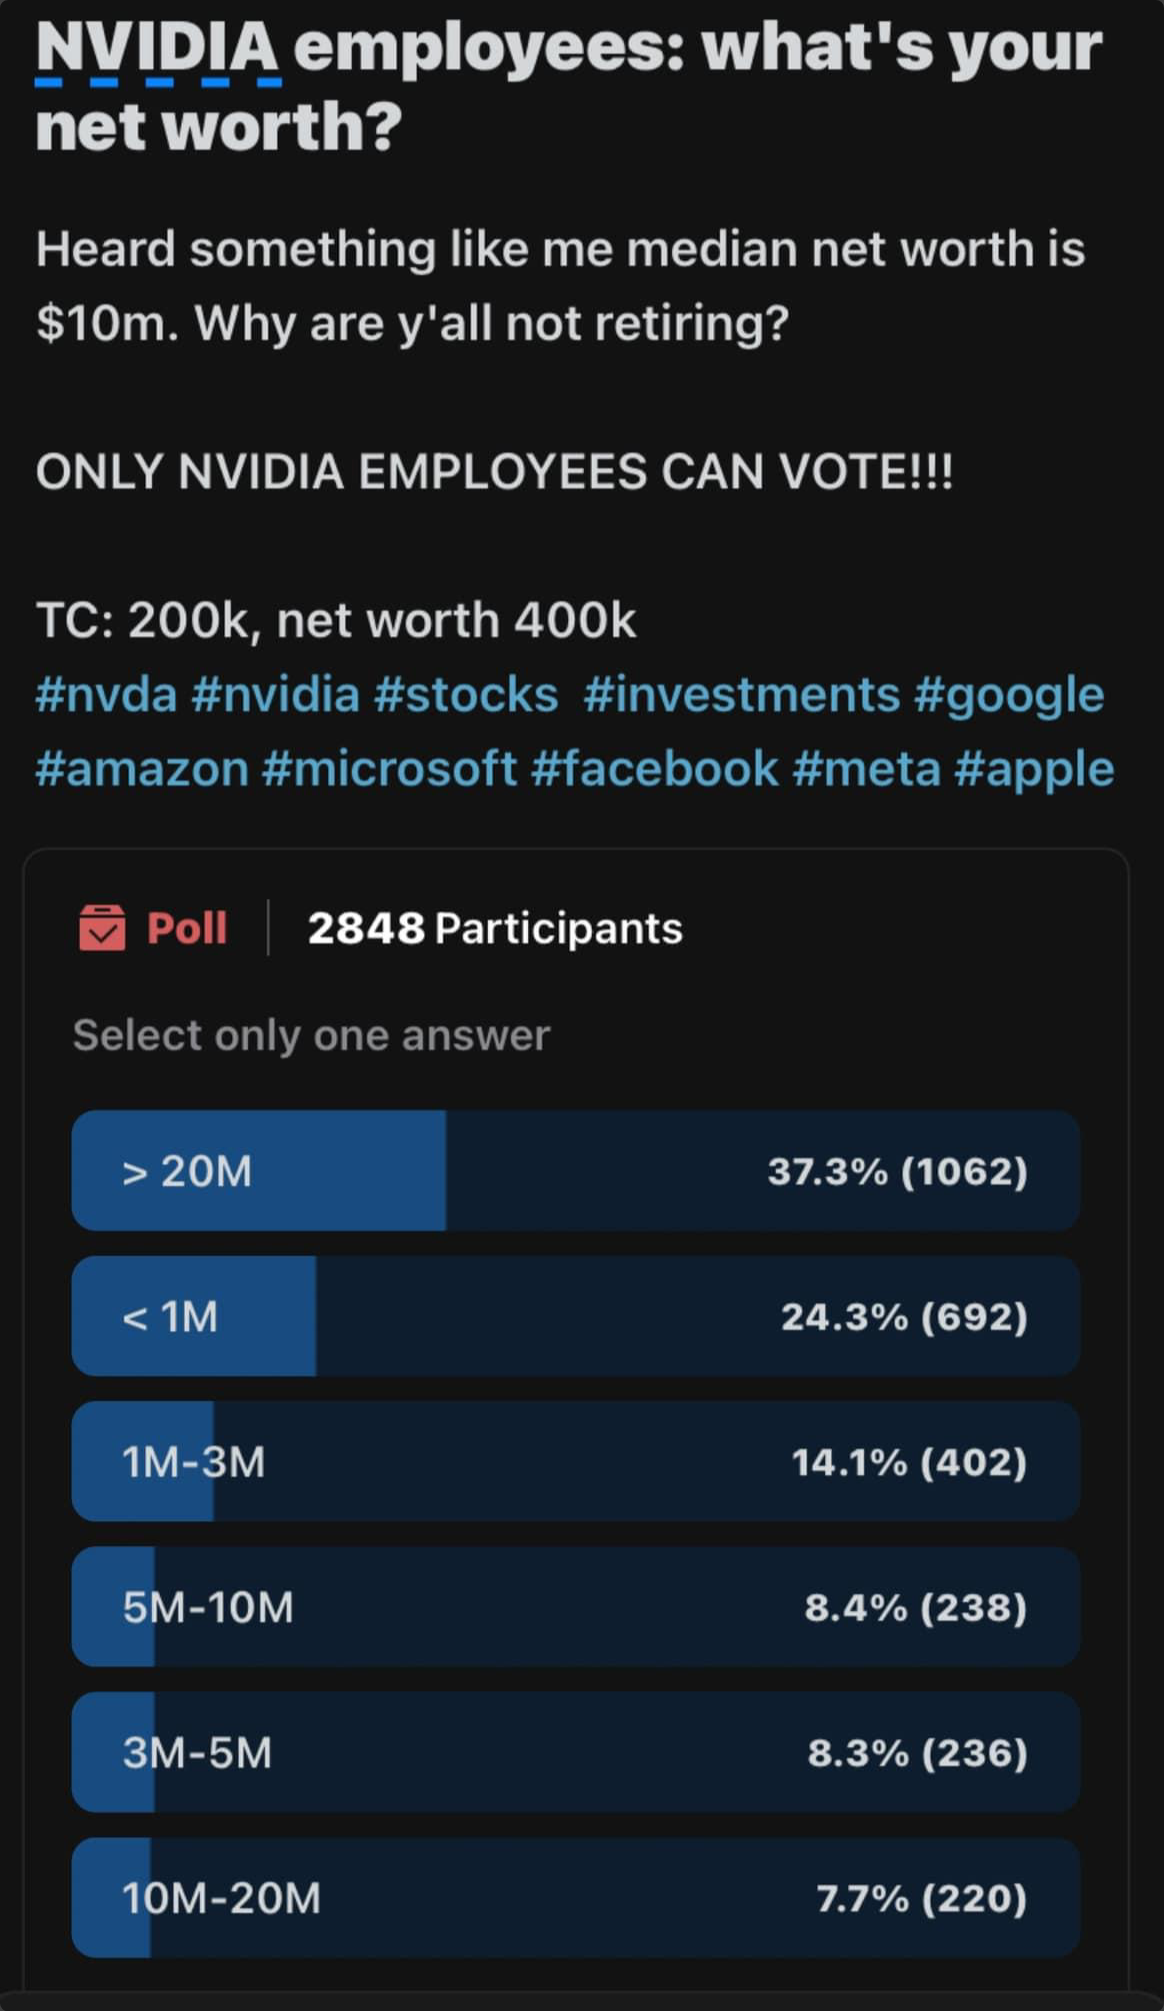 NVIDIA employees: what's your
net worth?
Heard something like me median net worth is
$10m. Why are y'all not retiring?
ONLY NVIDIA EMPLOYEES CAN VOTE!!!
TC: 200k, net worth 400k
#nvda #nvidia #stocks #investments #google
#amazon #microsoft #facebook #meta #apple
Poll | 2848 Participants
Select only one answer
> 20M 37.3% (1062)
< 1M 24.3% (692)
1M-3M 14.1% (402)
5M-10M 8.4% (238)
3M-5M 8.3% (236)
10M-20M 7.7% (220)